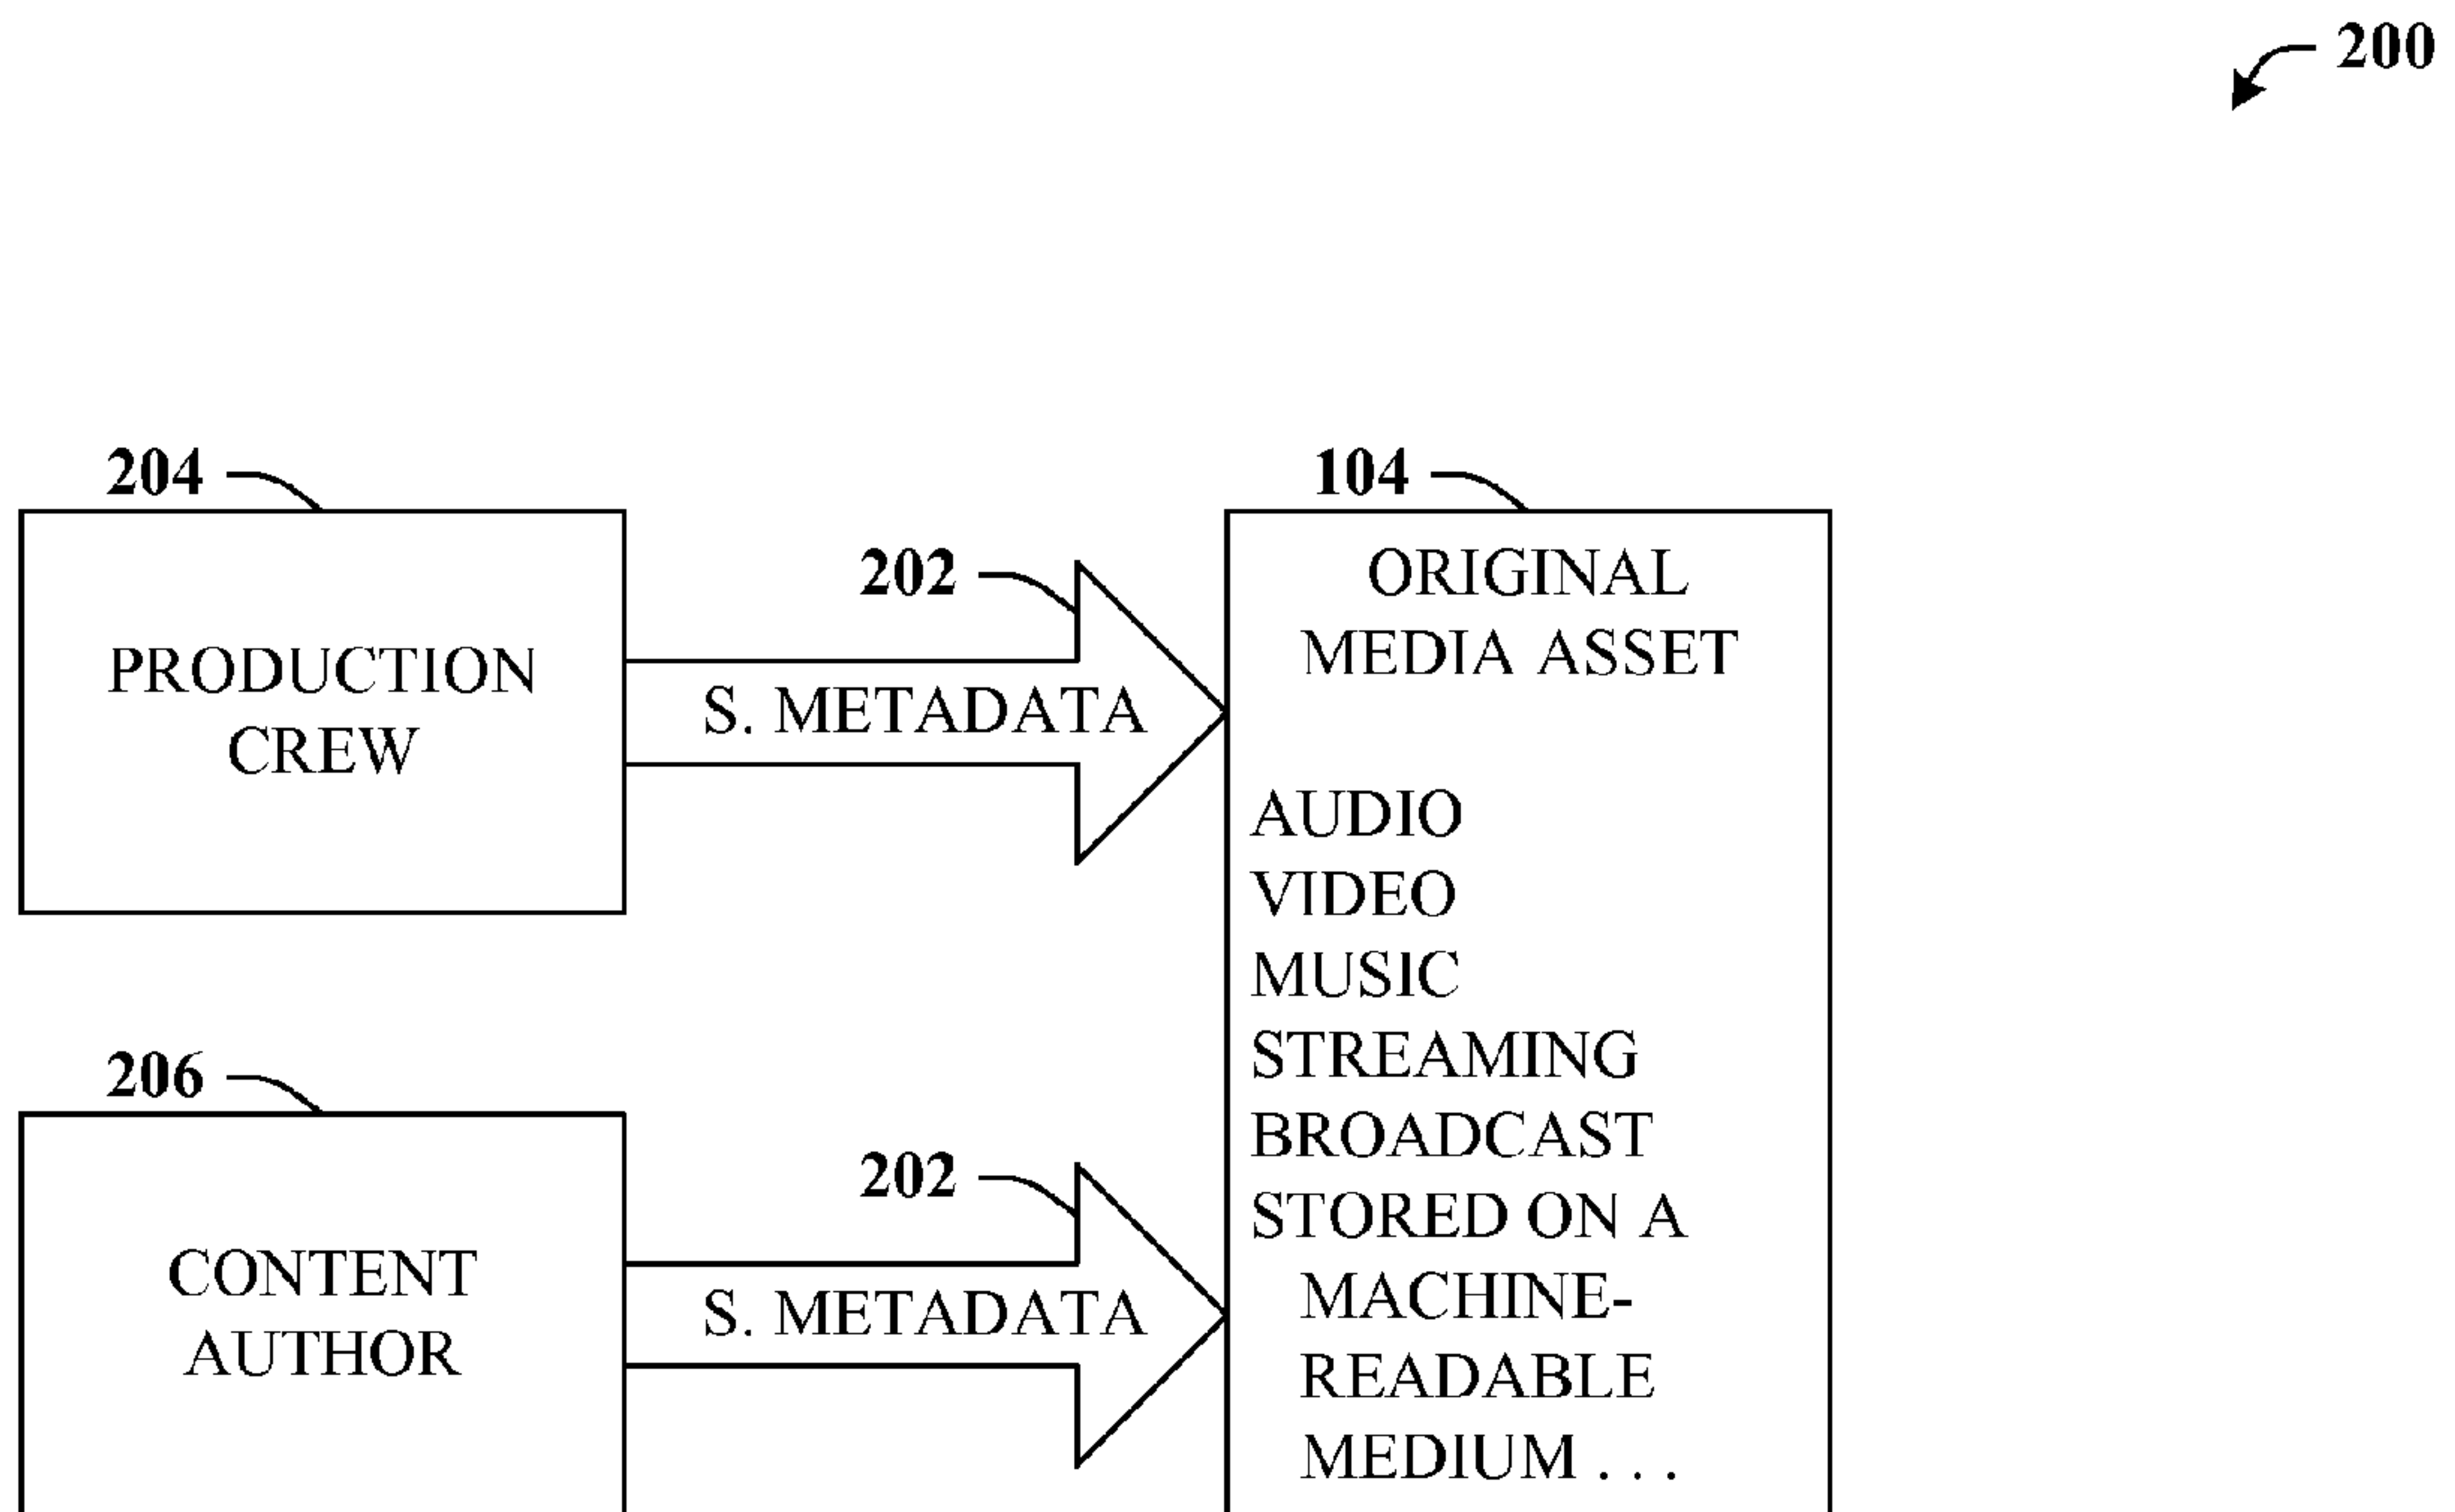 200
204
PRODUCTION
CREW
202
S. METADATA
104
ORIGINAL
MEDIA ASSET
AUDIO
VIDEO
MUSIC
STREAMING
BROADCAST
STORED ON A
MACHINE-
READABLE
MEDIUM . . .
206
CONTENT
AUTHOR
202
S. METADATA